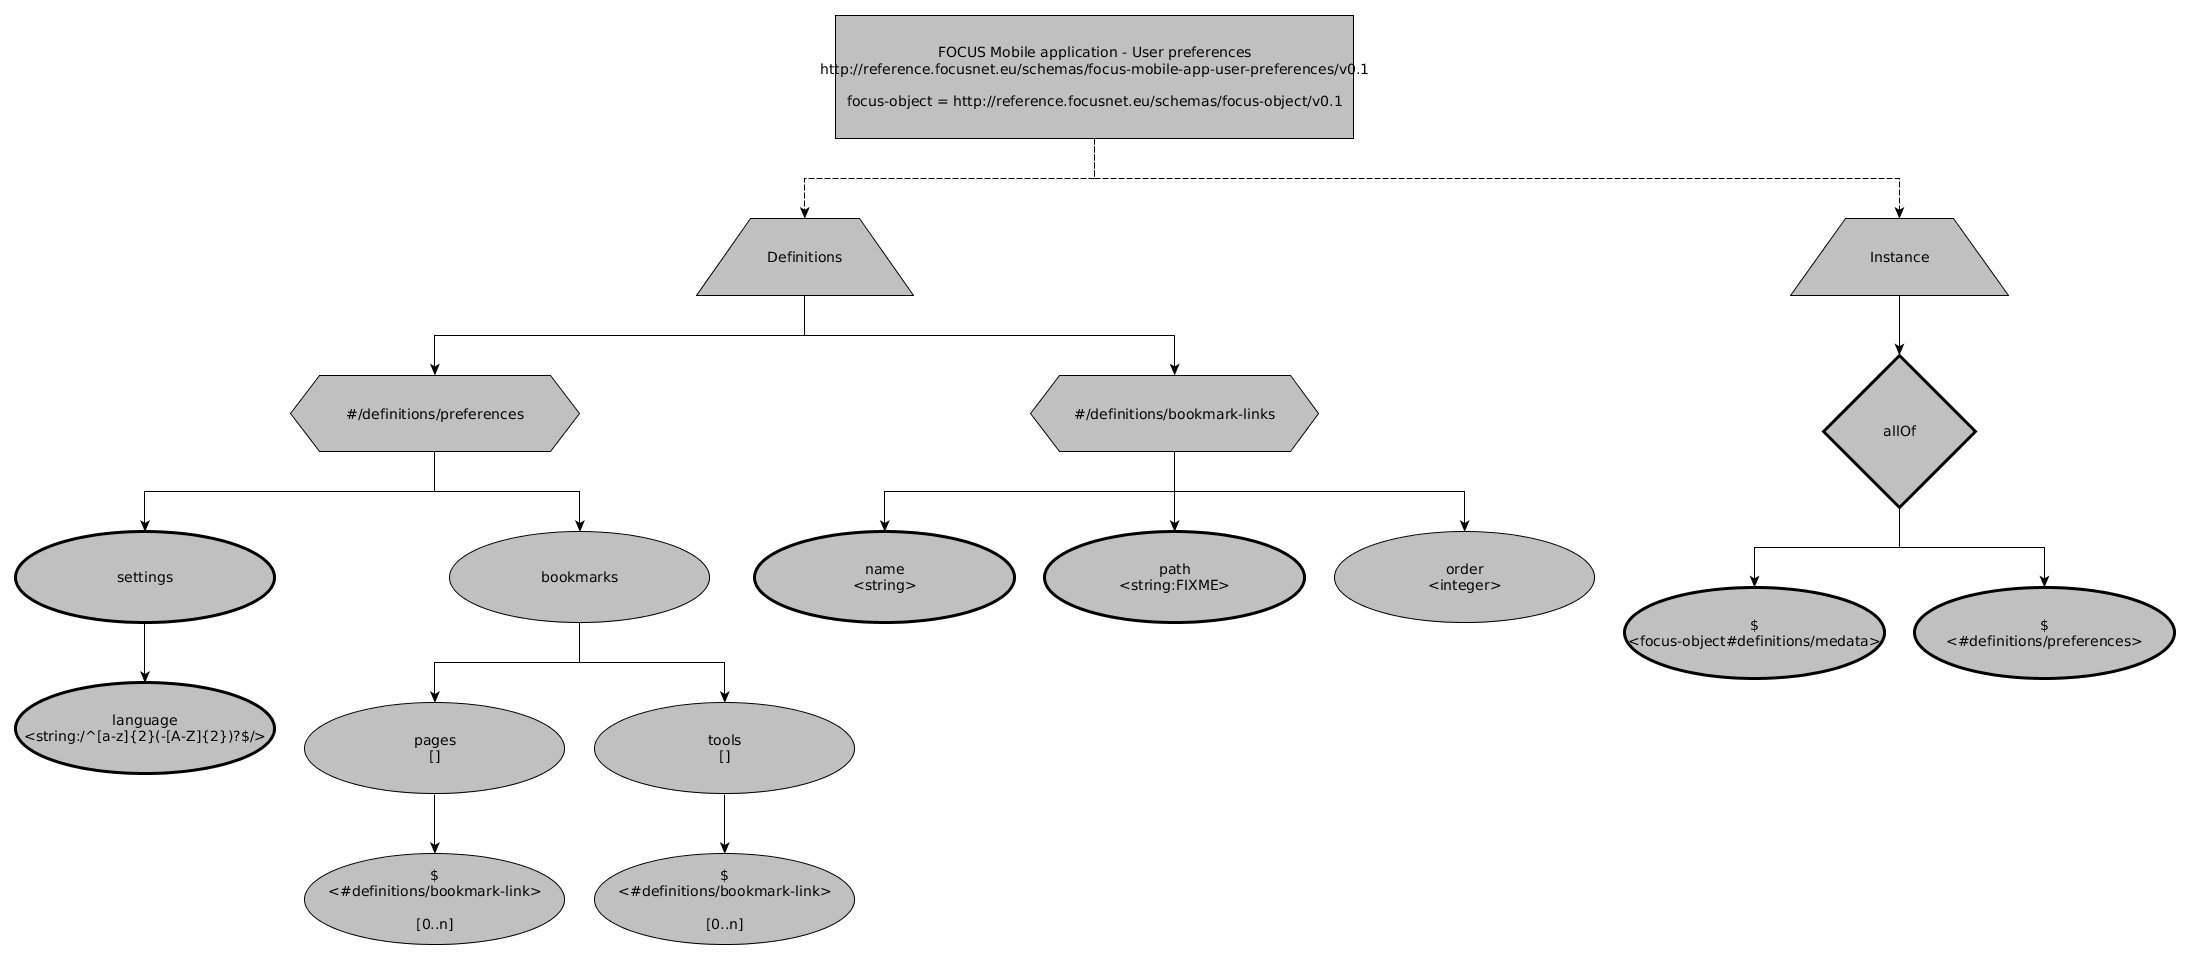 FOCUS Mobile application - User preferences
http://reference.focusnet.eu/schemas/focus-mobile-app-user-preferences/v0.1
focus-object = http://reference.focusnet.eu/schemas/focus-object/v0.1
Definitions
Instance
#/definitions/preferences
#/definitions/bookmark-links
allOf
settings
bookmarks
name
<string>
path
<string:FIXME>
order
<integer>
$
<focus-object#definitions/medata>
$
<#definitions/preferences>
language
<string:/^[a-z]{2}(-[A-Z]{2})?$/>
pages
[]
tools
[]
$
<#definitions/bookmark-link>
[0..n]
$
<#definitions/bookmark-link>
[0..n]